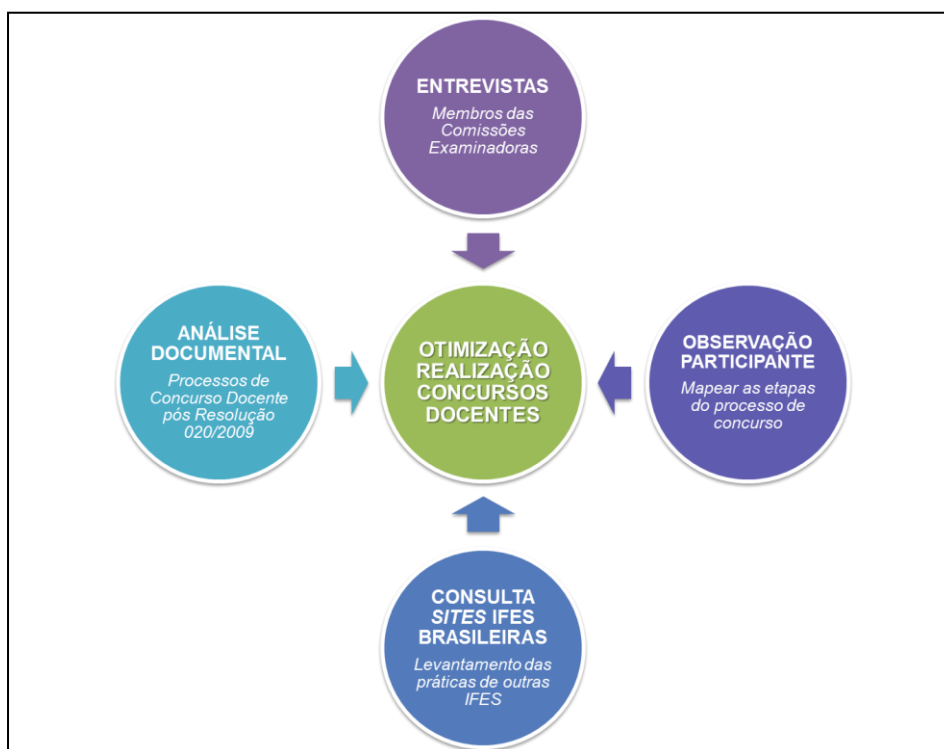 ENTREVISTAS
Membros das
Comissões
Examinadoras
ANÁLISE
DOCUMENTAL
Processos de
Concurso Docente
pós Resolução
020/2009
OTIMIZAÇÃO
REALIZAÇÃO
CONCURSOS
DOCENTES
OBSERVAÇÃO
PARTICIPANTE
Mapear as etapas
do processo de
concurso
CONSULTA
SITES IFES
BRASILEIRAS
Levantamento das
práticas de outras
IFES